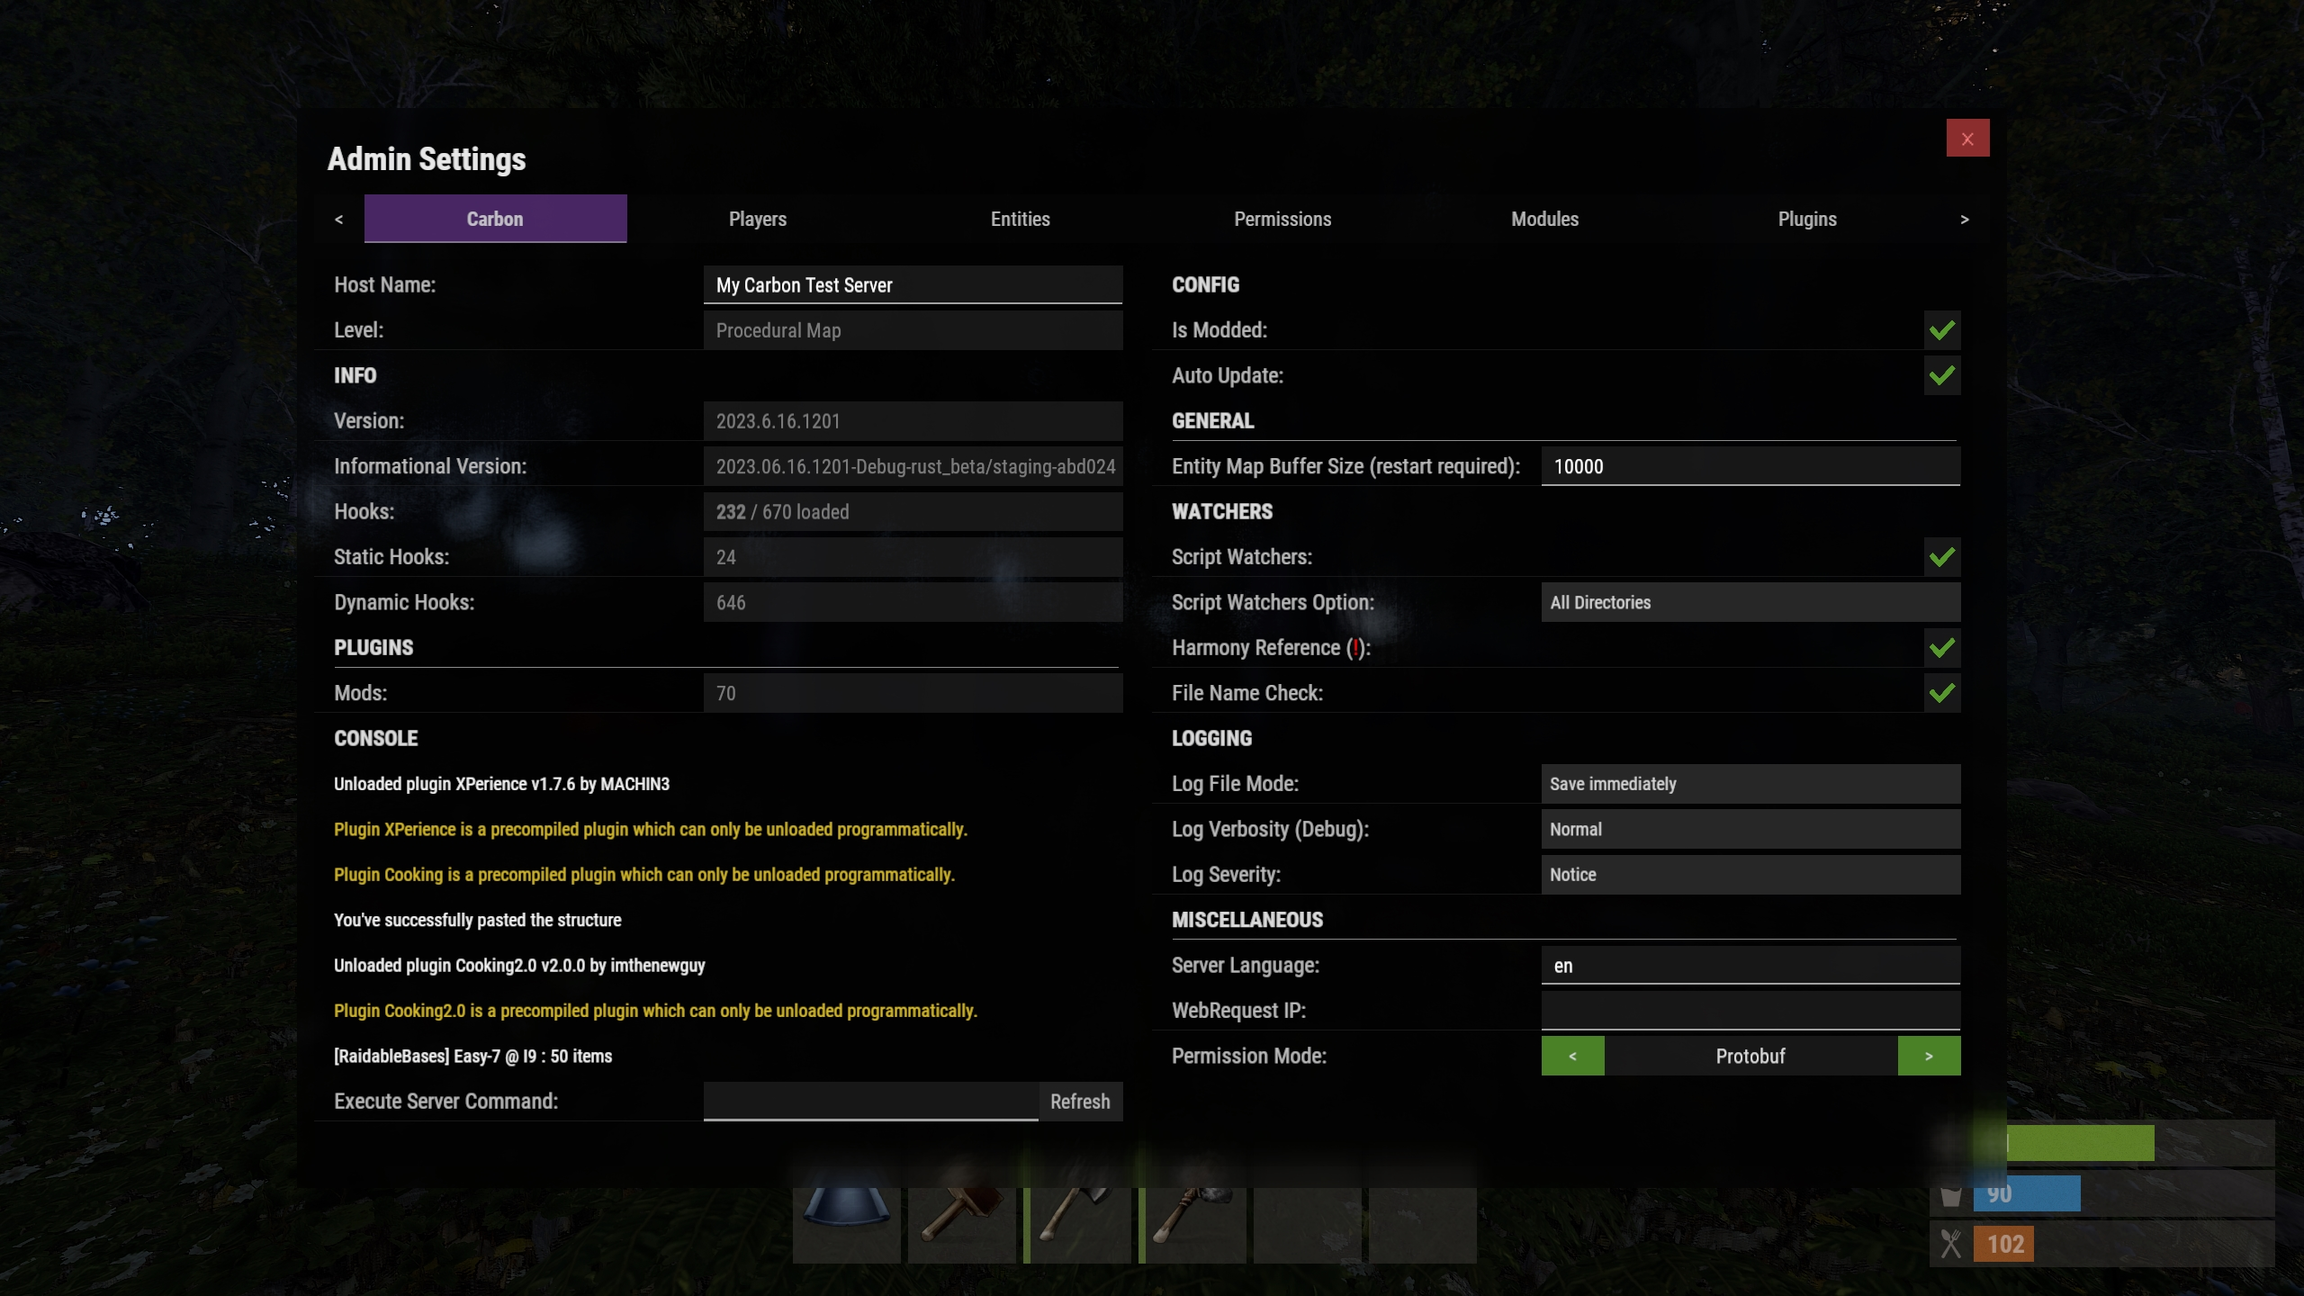 Admin Settings
X
< Carbon Players Entities Permissions Modules Plugins >
Host Name: My Carbon Test Server
Level: Procedural Map
INFO
Version: 2023.6.16.1201
Informational Version: 2023.06.16.1201-Debug-rust_beta/staging-abd024
Hooks: 232 / 670 loaded
Static Hooks: 24
Dynamic Hooks: 646
PLUGINS
Mods: 70
CONSOLE
Unloaded plugin XPerience v1.7.6 by MACHIN3
Plugin XPerience is a precompiled plugin which can only be unloaded programmatically.
Plugin Cooking is a precompiled plugin which can only be unloaded programmatically.
You've successfully pasted the structure
Unloaded plugin Cooking2.0 v2.0.0 by imthenewguy
Plugin Cooking2.0 is a precompiled plugin which can only be unloaded programmatically.
[RaidableBases] Easy-7 @ I9 : 50 items
Execute Server Command: Refresh
CONFIG
Is Modded:
Auto Update:
GENERAL
Entity Map Buffer Size (restart required): 10000
WATCHERS
Script Watchers:
Script Watchers Option: All Directories
Harmony Reference (!):
File Name Check:
LOGGING
Log File Mode: Save immediately
Log Verbosity (Debug): Normal
Log Severity: Notice
MISCELLANEOUS
Server Language: en
WebRequest IP:
Permission Mode: < Protobuf >
90
102